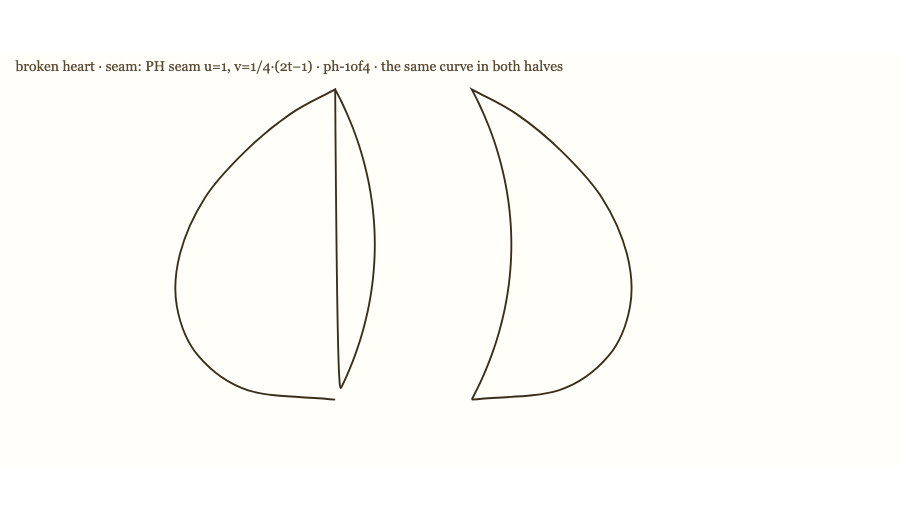 broken heart · seam: PH seam u=1, v=1/4·(2t−1) · ph-1of4 · the same curve in both halves